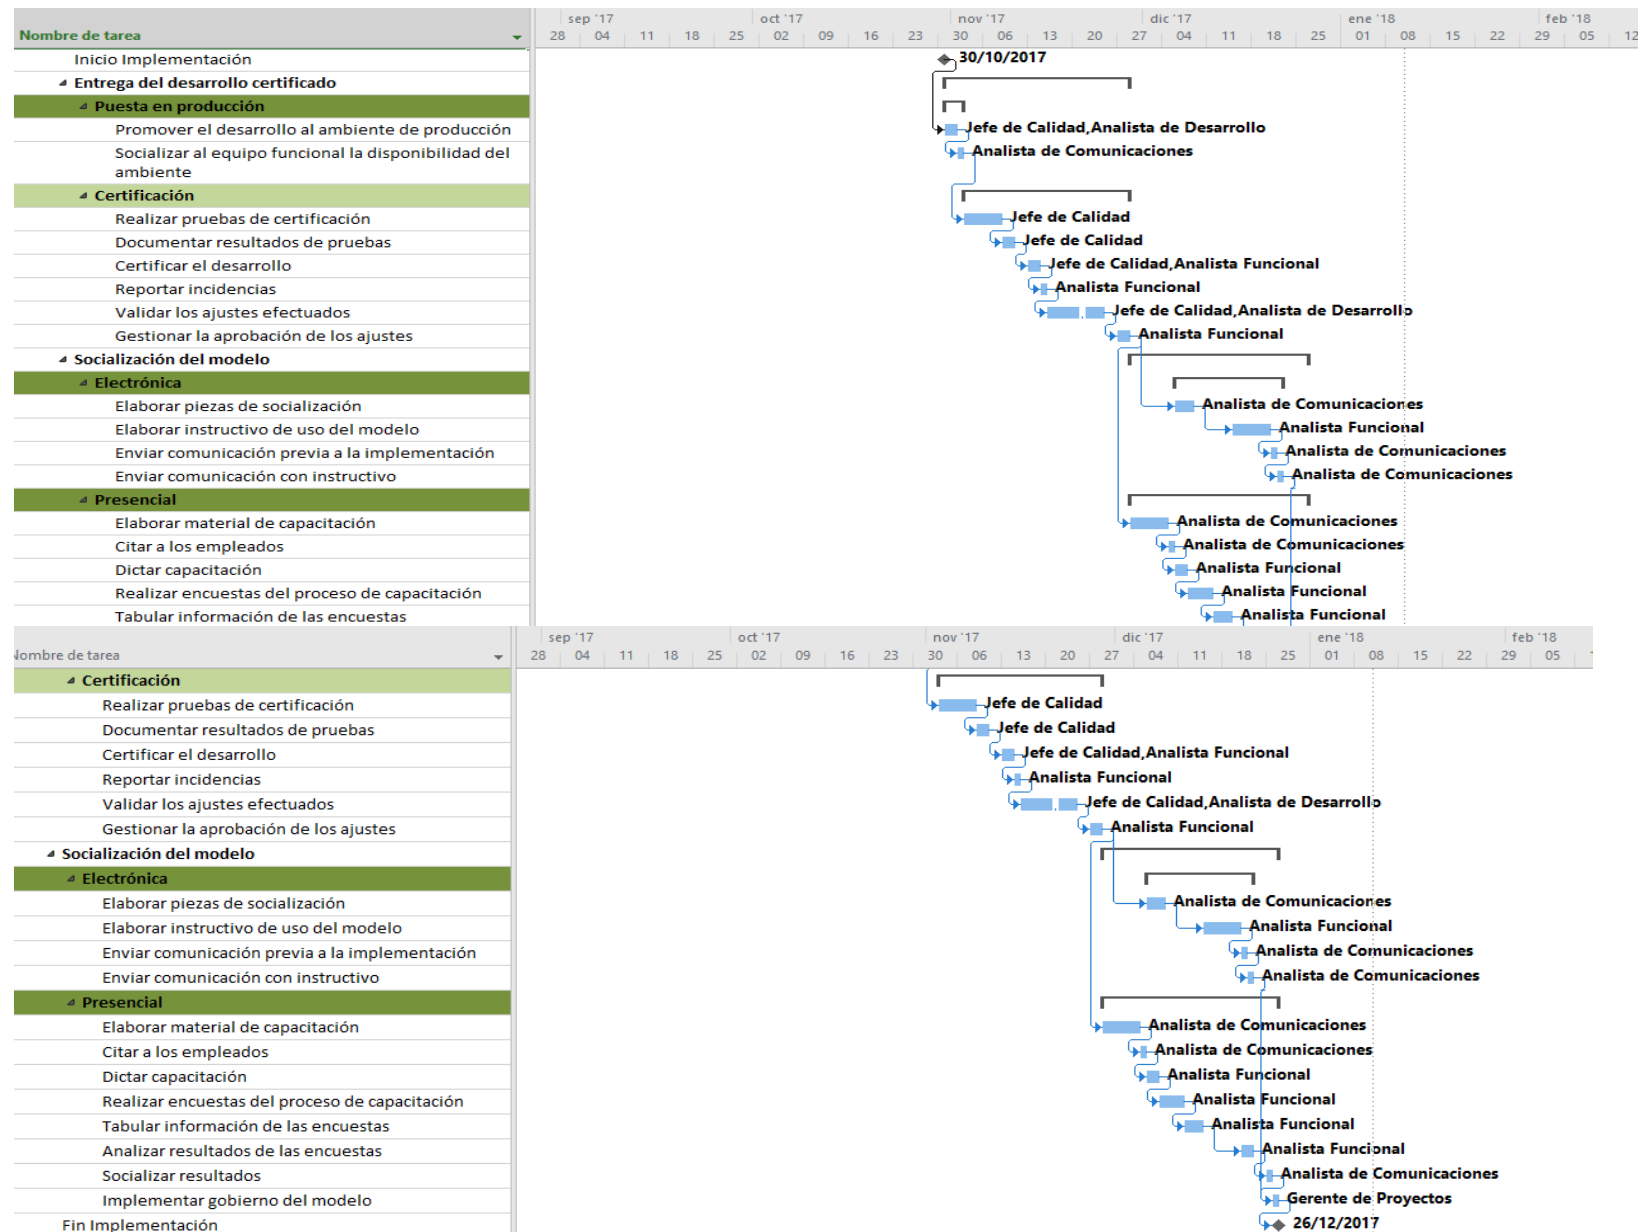 sep '17 oct '17 nov '17 dic '17 ene '18 feb '18
Nombre de tarea 28 04 11 18 25 02 09 16 23 30 06 13 20 27 04 11 18 25 01 08 15 22 29 05 12
Inicio Implementación 30/10/2017
Entrega del desarrollo certificado
Puesta en producción
Promover el desarrollo al ambiente de producción Jefe de Calidad,Analista de Desarrollo
Socializar al equipo funcional la disponibilidad del Analista de Comunicaciones
ambiente
Certificación
Realizar pruebas de certificación Jefe de Calidad
Documentar resultados de pruebas Jefe de Calidad
Certificar el desarrollo Jefe de Calidad,Analista Funcional
Reportar incidencias Analista Funcional
Validar los ajustes efectuados Jefe de Calidad,Analista de Desarrollo
Gestionar la aprobación de los ajustes Analista Funcional
Socialización del modelo
Electrónica
Elaborar piezas de socialización Analista de Comunicaciones
Elaborar instructivo de uso del modelo Analista Funcional
Enviar comunicación previa a la implementación Analista de Comunicaciones
Enviar comunicación con instructivo Analista de Comunicaciones
Presencial
Elaborar material de capacitación Analista de Comunicaciones
Citar a los empleados Analista de Comunicaciones
Dictar capacitación Analista Funcional
Realizar encuestas del proceso de capacitación Analista Funcional
Tabular información de las encuestas Analista Funcional
sep '17 oct '17 nov '17 dic '17 ene '18 feb '18
Nombre de tarea 28 04 11 18 25 02 09 16 23 30 06 13 20 27 04 11 18 25 01 08 15 22 29 05
Certificación
Realizar pruebas de certificación Jefe de Calidad
Documentar resultados de pruebas Jefe de Calidad
Certificar el desarrollo Jefe de Calidad,Analista Funcional
Reportar incidencias Analista Funcional
Validar los ajustes efectuados Jefe de Calidad,Analista de Desarrollo
Gestionar la aprobación de los ajustes Analista Funcional
Socialización del modelo
Electrónica
Elaborar piezas de socialización Analista de Comunicaciones
Elaborar instructivo de uso del modelo Analista Funcional
Enviar comunicación previa a la implementación Analista de Comunicaciones
Enviar comunicación con instructivo Analista de Comunicaciones
Presencial
Elaborar material de capacitación Analista de Comunicaciones
Citar a los empleados Analista de Comunicaciones
Dictar capacitación Analista Funcional
Realizar encuestas del proceso de capacitación Analista Funcional
Tabular información de las encuestas Analista Funcional
Analizar resultados de las encuestas Analista Funcional
Socializar resultados Analista de Comunicaciones
Implementar gobierno del modelo Gerente de Proyectos
Fin Implementación 26/12/2017